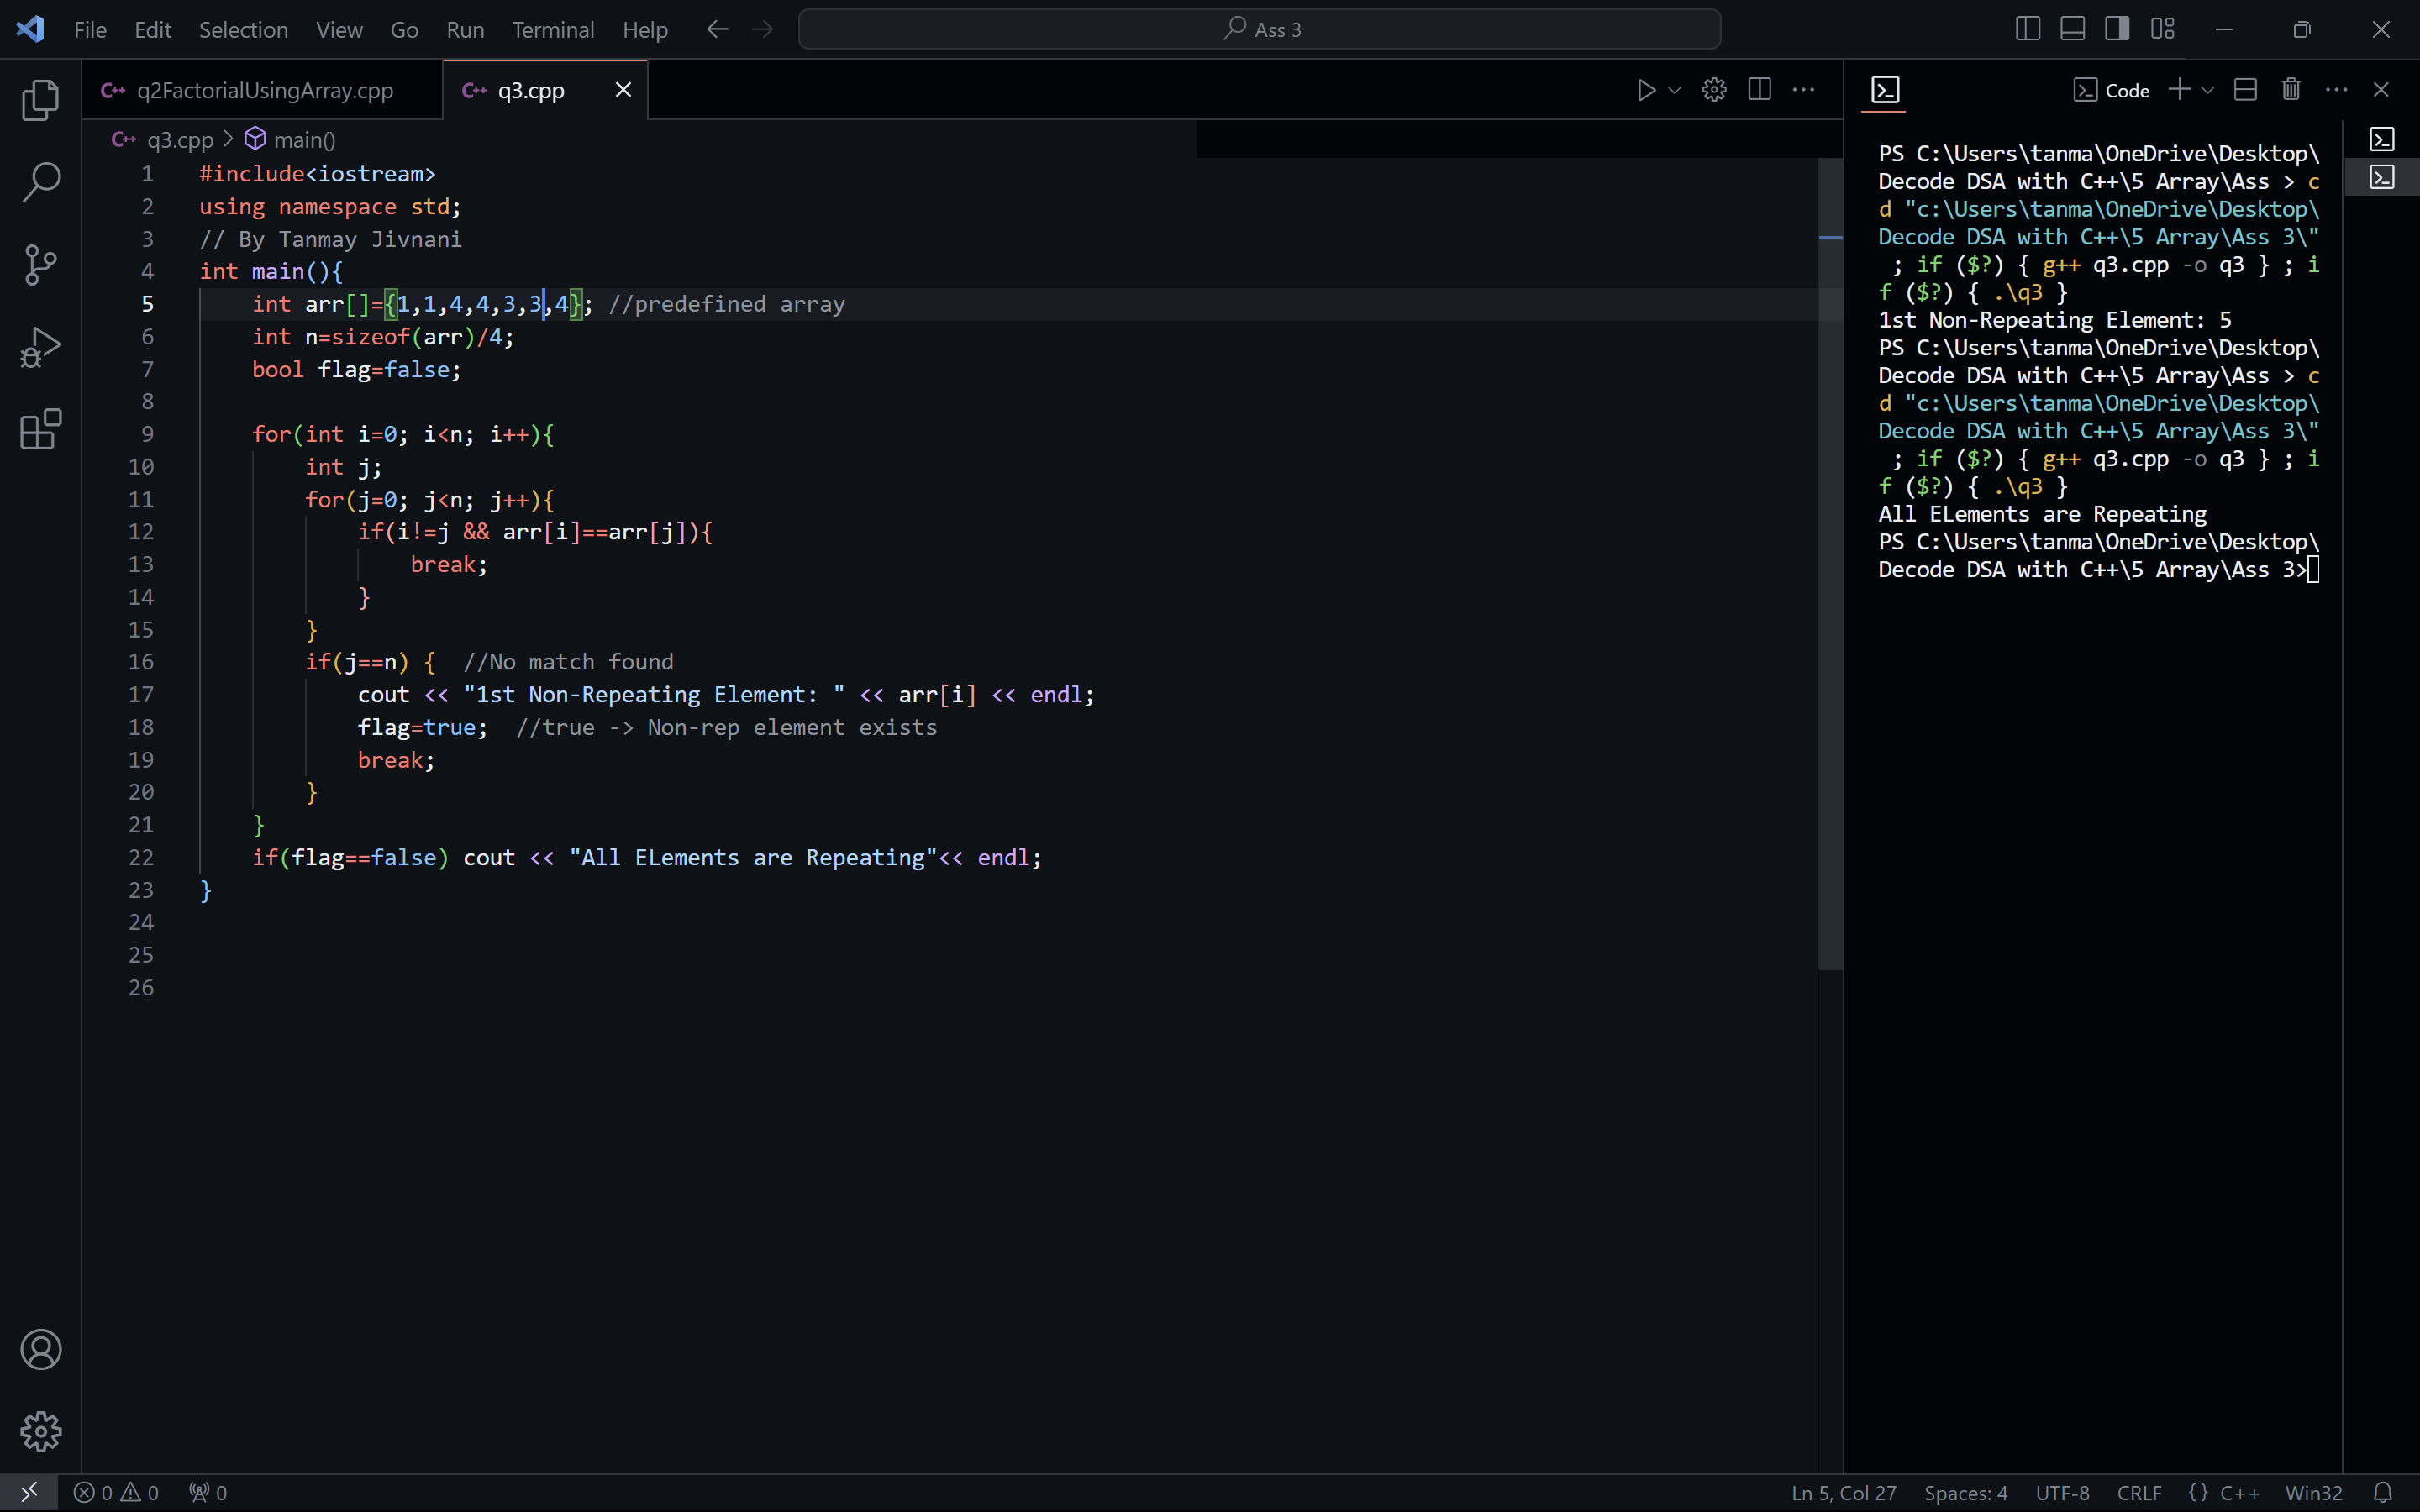 File Edit Selection View Go Run Terminal Help Ass 3
q2FactorialUsingArray.cpp q3.cpp
q3.cpp > main()
1 #include<iostream>
2 using namespace std;
3 // By Tanmay Jivnani
4 int main(){
5 int arr[]={1,1,4,4,3,3,4}; //predefined array
6 int n=sizeof(arr)/4;
7 bool flag=false;
8
9 for(int i=0; i<n; i++){
10 int j;
11 for(j=0; j<n; j++){
12 if(i!=j && arr[i]==arr[j]){
13 break;
14 }
15 }
16 if(j==n) { //No match found
17 cout << "1st Non-Repeating Element: " << arr[i] << endl;
18 flag=true; //true -> Non-rep element exists
19 break;
20 }
21 }
22 if(flag==false) cout << "All ELements are Repeating"<< endl;
23 }
24
25
26
Code
PS C:\Users\tanma\OneDrive\Desktop\
Decode DSA with C++\5 Array\Ass > c
d "c:\Users\tanma\OneDrive\Desktop\
Decode DSA with C++\5 Array\Ass 3\"
; if ($?) { g++ q3.cpp -o q3 } ; i
f ($?) { .\q3 }
1st Non-Repeating Element: 5
PS C:\Users\tanma\OneDrive\Desktop\
Decode DSA with C++\5 Array\Ass > c
d "c:\Users\tanma\OneDrive\Desktop\
Decode DSA with C++\5 Array\Ass 3\"
; if ($?) { g++ q3.cpp -o q3 } ; i
f ($?) { .\q3 }
All ELements are Repeating
PS C:\Users\tanma\OneDrive\Desktop\
Decode DSA with C++\5 Array\Ass 3>
0 0 0 Ln 5, Col 27 Spaces: 4 UTF-8 CRLF {} C++ Win32